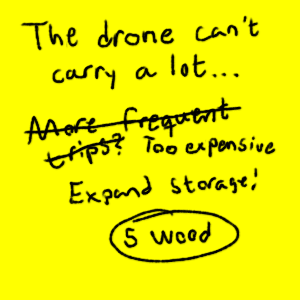 The drone can't
carry a lot...
More frequent
trips? Too expensive
Expand storage!
5 wood